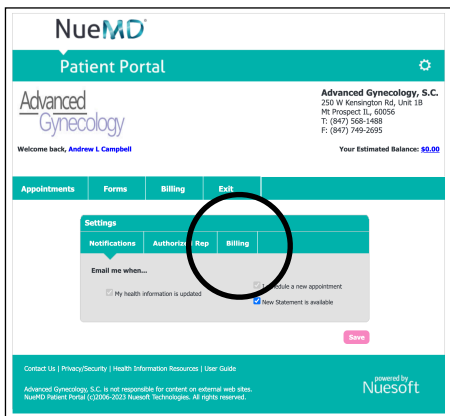 NueMD
Patient Portal
Advanced
Gynecology
Advanced Gynecology, S.C.
250 W Kensington Rd, Unit 1B
Mt Prospect IL, 60056
T: (847) 568-1488
F: (847) 749-2695
Welcome back, Andrew L Campbell
Your Estimated Balance: $0.00
Appointments Forms Billing Exit
Settings
Notifications Authorized Rep Billing
Email me when...
My health information is updated
I schedule a new appointment
New Statement is available
Save
Contact Us | Privacy/Security | Health Information Resources | User Guide
Advanced Gynecology, S.C. is not responsible for content on external web sites.
NueMD Patient Portal (c)2006-2023 Nuesoft Technologies. All rights reserved.
powered by
Nuesoft